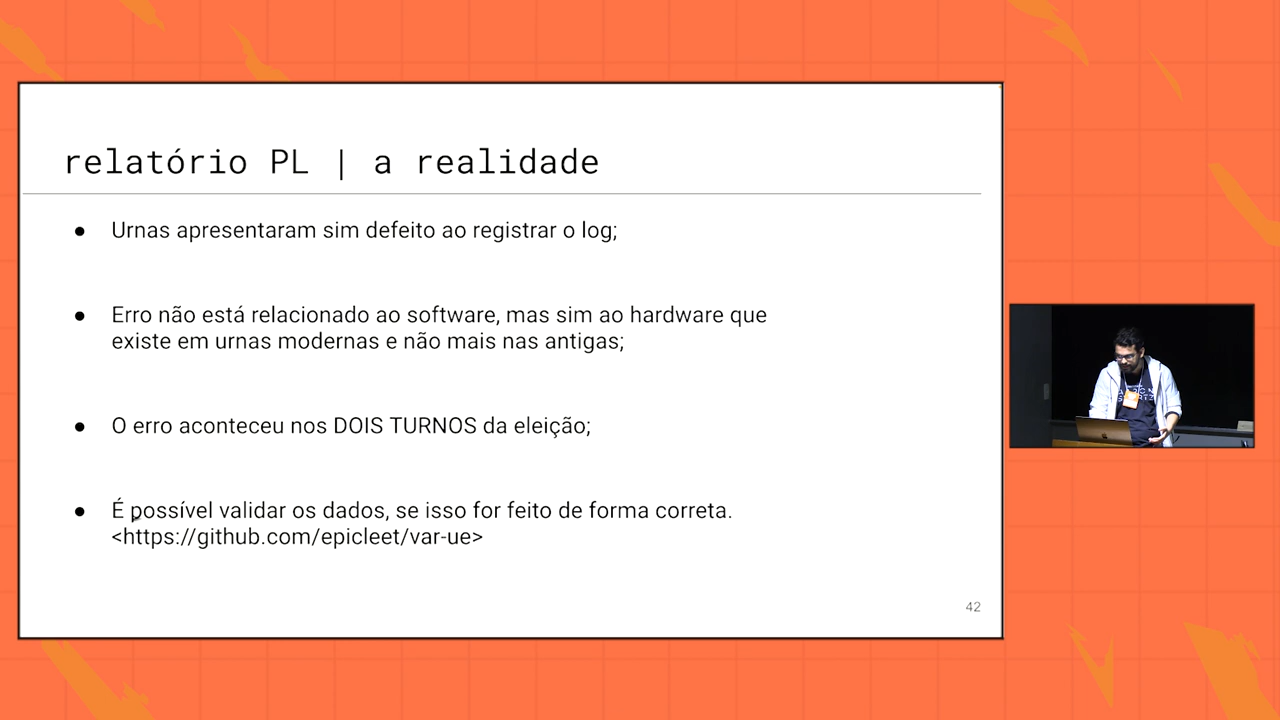 relatório PL | a realidade
● Urnas apresentaram sim defeito ao registrar o log;
● Erro não está relacionado ao software, mas sim ao hardware que
existe em urnas modernas e não mais nas antigas;
● O erro aconteceu nos DOIS TURNOS da eleição;
● É possível validar os dados, se isso for feito de forma correta.
<https://github.com/epicleet/var-ue>
42